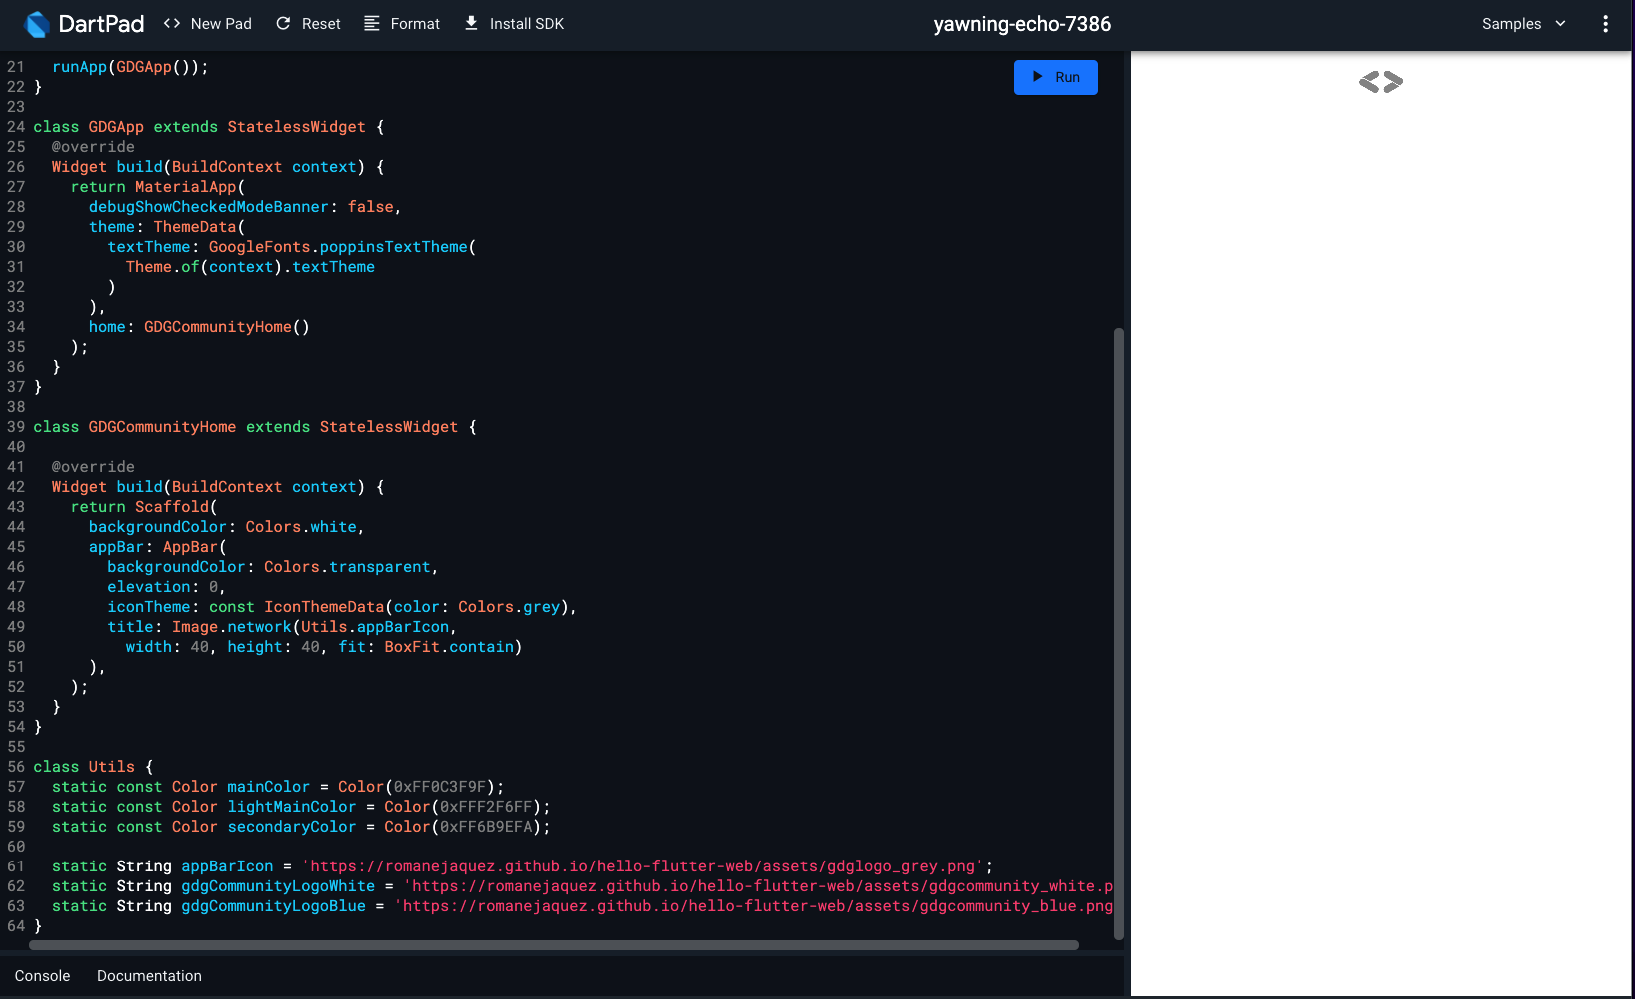 DartPad <> New Pad Reset Format Install SDK yawning-echo-7386 Samples
Run
21 runApp(GDGApp());
22 }
23
24 class GDGApp extends StatelessWidget {
25 @override
26 Widget build(BuildContext context) {
27 return MaterialApp(
28 debugShowCheckedModeBanner: false,
29 theme: ThemeData(
30 textTheme: GoogleFonts.poppinsTextTheme(
31 Theme.of(context).textTheme
32 )
33 ),
34 home: GDGCommunityHome()
35 );
36 }
37 }
38
39 class GDGCommunityHome extends StatelessWidget {
40
41 @override
42 Widget build(BuildContext context) {
43 return Scaffold(
44 backgroundColor: Colors.white,
45 appBar: AppBar(
46 backgroundColor: Colors.transparent,
47 elevation: 0,
48 iconTheme: const IconThemeData(color: Colors.grey),
49 title: Image.network(Utils.appBarIcon,
50 width: 40, height: 40, fit: BoxFit.contain)
51 ),
52 );
53 }
54 }
55
56 class Utils {
57 static const Color mainColor = Color(0xFF0C3F9F);
58 static const Color lightMainColor = Color(0xFFF2F6FF);
59 static const Color secondaryColor = Color(0xFF6B9EFA);
60
61 static String appBarIcon = 'https://romanejaquez.github.io/hello-flutter-web/assets/gdglogo_grey.png';
62 static String gdgCommunityLogoWhite = 'https://romanejaquez.github.io/hello-flutter-web/assets/gdgcommunity_white.p
63 static String gdgCommunityLogoBlue = 'https://romanejaquez.github.io/hello-flutter-web/assets/gdgcommunity_blue.png
64 }
Console Documentation